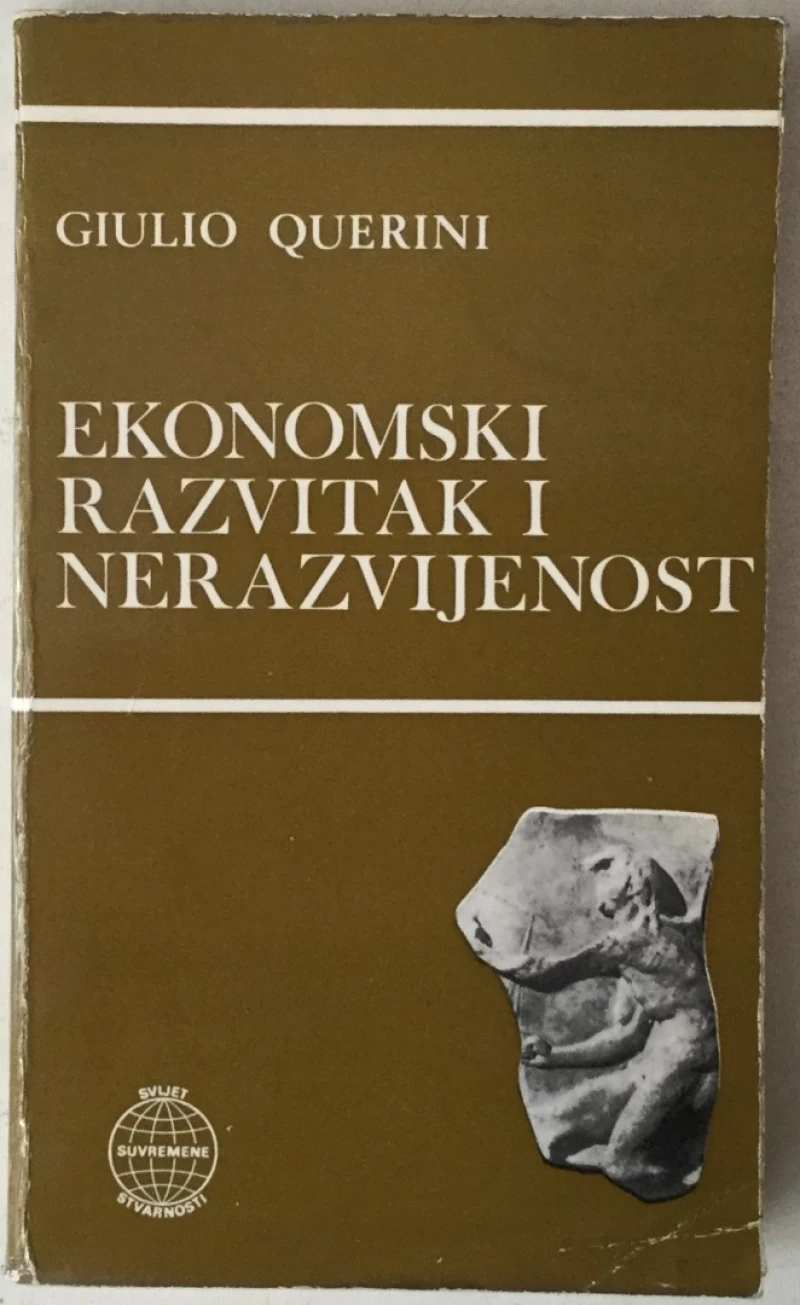 GIULIO QUERINI
EKONOMSKI
RAZVITAK I
NERAZVIJENOST
SVIJET
SUVREMENE
STVARNOSTI